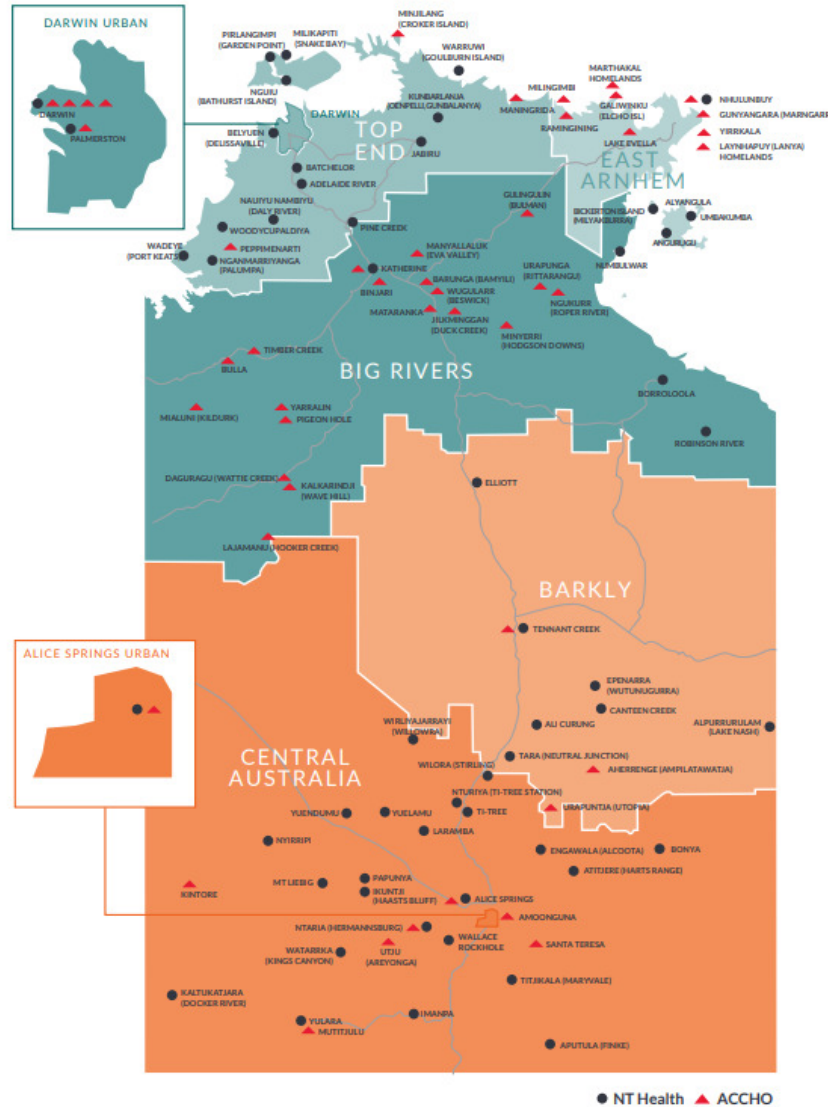 DARWIN URBAN
DARWIN
PALMERSTON
PIRLANGIMPI
(GARDEN POINT)
MILIKAPITI
(SNAKE BAY)
MINJILANG
(CROKER ISLAND)
WARRUWI
(GOULBURN ISLAND)
NGUIU
(BATHURST ISLAND)
DARWIN
KUNBARLANJA
(OENPELLI, GUNBALANYA)
MANINGRIDA
MILINGIMBI
RAMINGINING
MARTHAKAL
HOMELANDS
GALIWINKU
(ELCHO ISL)
NHULUNBUY
GUNYANGARA (MARNGARR
YIRRKALA
LAYNHAPUY (LANYA)
HOMELANDS
LAKE EVELLA
BELYUEN
(DELISSAVILLE)
TOP
END
JABIRU
EAST
ARNHEM
BATCHELOR
ADELAIDE RIVER
NAUIYU NAMBIYU
(DALY RIVER)
WOODYCUPALDIYA
PINE CREEK
GULINGULIN
(BULMAN)
BICKERTON ISLAND
(MILYAKBURRA)
ALYANGULA
UMBAKUMBA
ANGURUGU
NUMBULWAR
WADEYE
(PORT KEATS)
PEPPIMENARTI
NGANMARRIYANGA
(PALUMPA)
MANYALLALUK
(EVA VALLEY)
KATHERINE
BINJARI
BARUNGA (BAMYILI)
WUGULARR
(BESWICK)
MATARANKA
JILKMINGGAN
(DUCK CREEK)
URAPUNGA
(RITTARANGU)
NGUKURR
(ROPER RIVER)
MINYERRI
(HODGSON DOWNS)
TIMBER CREEK
BULLA
BIG RIVERS
BORROLOOLA
MIALUNI (KILDURK)
YARRALIN
PIGEON HOLE
ROBINSON RIVER
DAGURAGU (WATTIE CREEK)
KALKARINDJI
(WAVE HILL)
ELLIOTT
LAJAMANU (HOOKER CREEK)
BARKLY
TENNANT CREEK
ALICE SPRINGS URBAN
EPENARRA
(WUTUNUGURRA)
CANTEEN CREEK
ALI CURUNG
ALPURRURULAM
(LAKE NASH)
WIRLIYAJARRAYI
(WILLOWRA)
CENTRAL
AUSTRALIA
TARA (NEUTRAL JUNCTION)
WILORA (STIRLING)
AHERRENGE (AMPILATAWATJA)
NTURIYA (TI-TREE STATION)
TI-TREE
URAPUNTJA (UTOPIA)
YUENDUMU
YUELAMU
LARAMBA
NYIRRIPI
ENGAWALA (ALCOOTA)
BONYA
ATITJERE (HARTS RANGE)
KINTORE
MT LIEBIG
PAPUNYA
IKUNTJI
(HAASTS BLUFF)
ALICE SPRINGS
AMOONGUNA
NTARIA (HERMANNSBURG)
WATARRKA
(KINGS CANYON)
UTJU
(AREYONGA)
WALLACE
ROCKHOLE
SANTA TERESA
TITJIKALA (MARYVALE)
KALTUKATJARA
(DOCKER RIVER)
YULARA
MUTITJULU
IMANPA
APUTULA (FINKE)
NT Health
ACCHO